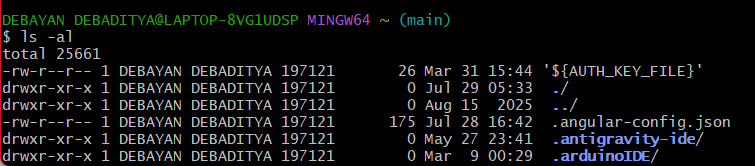 DEBAYAN DEBADITYA@LAPTOP-8VG1UDSP MINGW64 ~ (main)
$ ls -al
total 25661
-rw-r--r-- 1 DEBAYAN DEBADITYA 197121       26 Mar 31 15:44 '${AUTH_KEY_FILE}'
drwxr-xr-x 1 DEBAYAN DEBADITYA 197121        0 Jul 29 05:33 ./
drwxr-xr-x 1 DEBAYAN DEBADITYA 197121        0 Aug 15  2025 ../
-rw-r--r-- 1 DEBAYAN DEBADITYA 197121      175 Jul 28 16:42 .angular-config.json
drwxr-xr-x 1 DEBAYAN DEBADITYA 197121        0 May 27 23:41 .antigravity-ide/
drwxr-xr-x 1 DEBAYAN DEBADITYA 197121        0 Mar  9 00:29 .arduinoIDE/